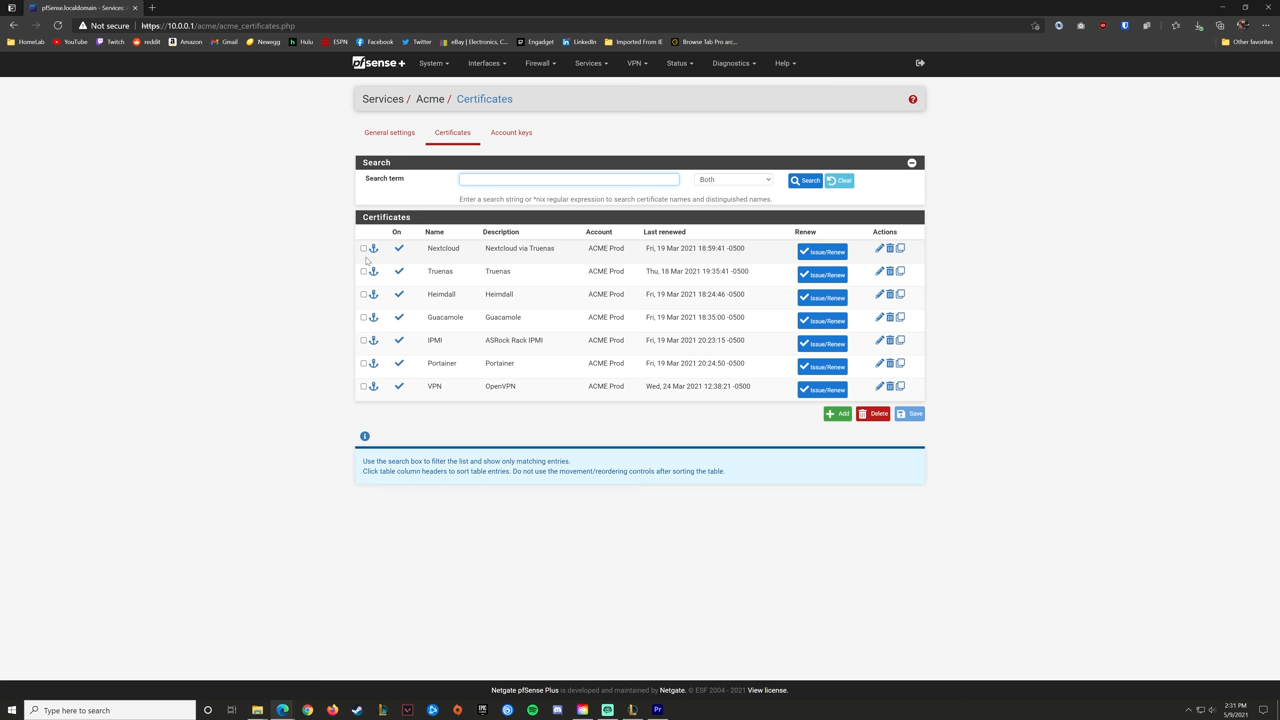 pfSense.localdomain - Services:
Not secure
https://10.0.0.1/acme/acme_certificates.php
HomeLab YouTube Twitch reddit Amazon Gmail Newegg Hulu ESPN Facebook Twitter eBay | Electronics, C... Engadget LinkedIn Imported From IE Browse Tab Pro arc... Other favorites
pfsense + System Interfaces Firewall Services VPN Status Diagnostics Help
Services / Acme / Certificates
General settings Certificates Account keys
Search
Search term Both Search Clear
Enter a search string or *nix regular expression to search certificate names and distinguished names.
Certificates
On Name Description Account Last renewed Renew Actions
Nextcloud Nextcloud via Truenas ACME Prod Fri, 19 Mar 2021 18:59:41 -0500 Issue/Renew
Truenas Truenas ACME Prod Thu, 18 Mar 2021 19:35:41 -0500 Issue/Renew
Heimdall Heimdall ACME Prod Fri, 19 Mar 2021 18:24:46 -0500 Issue/Renew
Guacamole Guacamole ACME Prod Fri, 19 Mar 2021 18:35:00 -0500 Issue/Renew
IPMI ASRock Rack IPMI ACME Prod Fri, 19 Mar 2021 20:23:15 -0500 Issue/Renew
Portainer Portainer ACME Prod Fri, 19 Mar 2021 20:24:50 -0500 Issue/Renew
VPN OpenVPN ACME Prod Wed, 24 Mar 2021 12:38:21 -0500 Issue/Renew
Add Delete Save
Use the search box to filter the list and show only matching entries.
Click table column headers to sort table entries. Do not use the movement/reordering controls after sorting the table.
Netgate pfSense Plus is developed and maintained by Netgate. © ESF 2004 - 2021 View license.
Type here to search
2:31 PM
5/9/2021